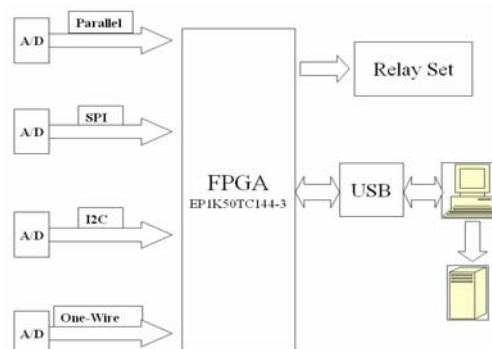 Parallel
A/D
SPI
A/D
I2C
A/D
One-Wire
A/D
FPGA
EP1K50TC144-3
Relay Set
USB